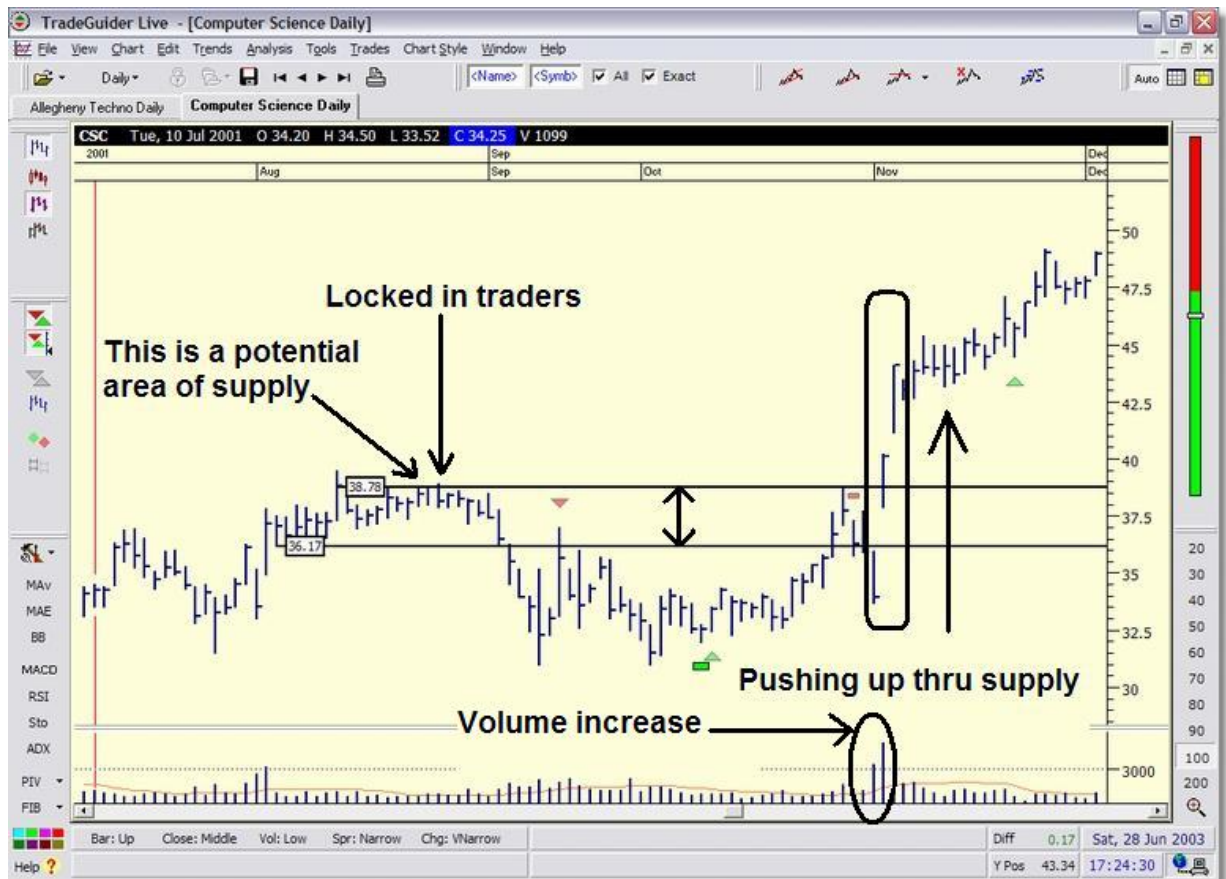 TradeGuider Live - [Computer Science Daily]
File View Chart Edit Trends Analysis Tools Trades Chart Style Window Help
Daily <Name> <Symb> All Exact Auto
Allegheny Techno Daily Computer Science Daily
CSC Tue, 10 Jul 2001 O 34.20 H 34.50 L 33.52 C 34.25 V 1099
2001 Sep Dec
Aug Sep Oct Nov Dec
50
Locked in traders
47.5
This is a potential
area of supply
45
42.5
40
38.78
37.5
36.17
35
32.5
30
Pushing up thru supply
Volume increase
3000
MAv
MAE
BB
MACD
RSI
Sto
ADX
PIV
FIB
20
30
40
50
60
70
80
90
100
200
Bar: Up Close: Middle Vol: Low Spr: Narrow Chg: VNarrow Diff 0.17 Sat, 28 Jun 2003
Help ? Y Pos 43.34 17:24:30